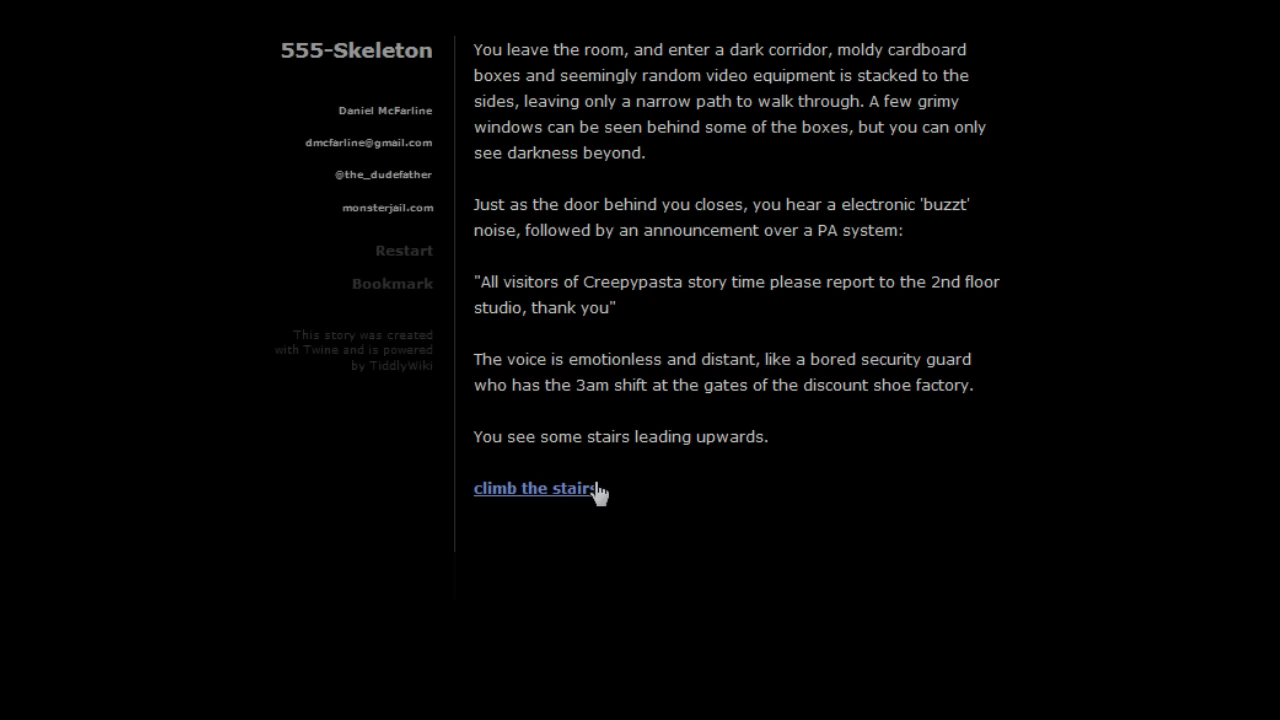 555-Skeleton
Daniel McFarline
dmcfarline@gmail.com
@the_dudefather
monsterjail.com
Restart
Bookmark
This story was created
with Twine and is powered
by TiddlyWiki
You leave the room, and enter a dark corridor, moldy cardboard
boxes and seemingly random video equipment is stacked to the
sides, leaving only a narrow path to walk through. A few grimy
windows can be seen behind some of the boxes, but you can only
see darkness beyond.
Just as the door behind you closes, you hear a electronic 'buzzt'
noise, followed by an announcement over a PA system:
"All visitors of Creepypasta story time please report to the 2nd floor
studio, thank you"
The voice is emotionless and distant, like a bored security guard
who has the 3am shift at the gates of the discount shoe factory.
You see some stairs leading upwards.
climb the stairs